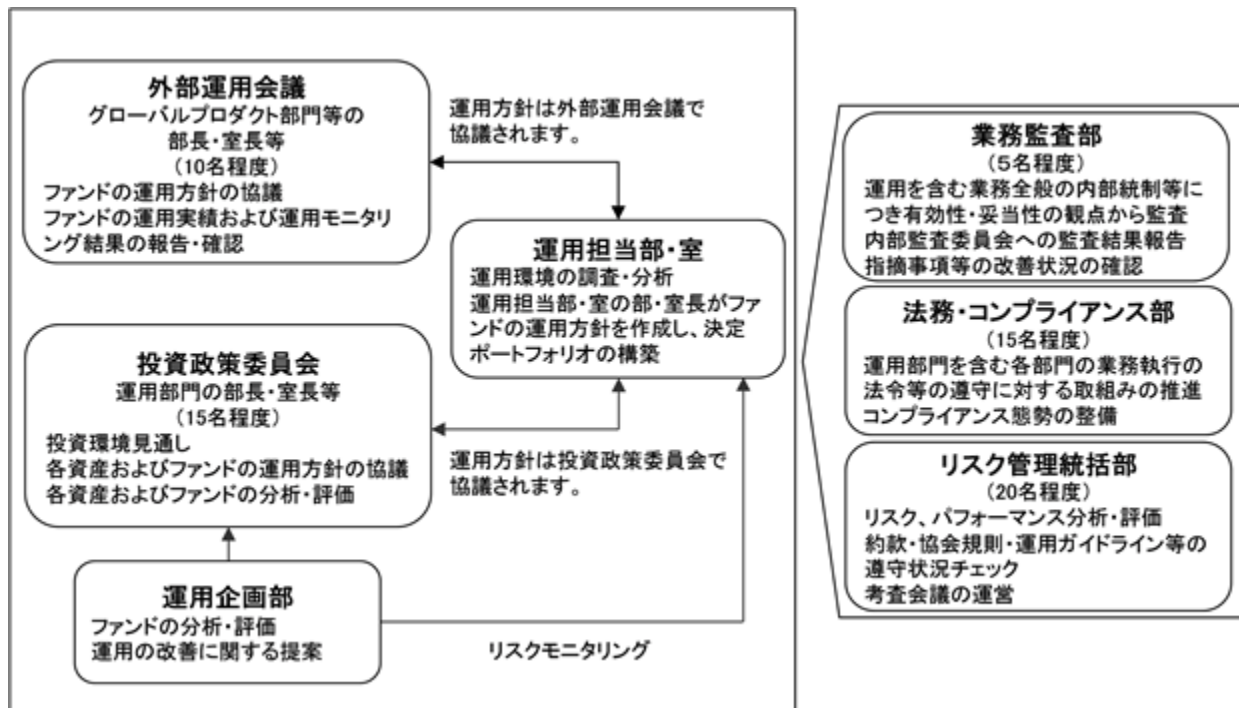 外部運用会議
グローバルプロダクト部門等の
部長・室長等
(10名程度)
ファンドの運用方針の協議
ファンドの運用実績および運用モニタリ
ング結果の報告・確認
運用方針は外部運用会議で
協議されます。
運用担当部・室
運用環境の調査・分析
運用担当部・室の部・室長がファ
ンドの運用方針を作成し、決定
ポートフォリオの構築
投資政策委員会
運用部門の部長・室長等
(15名程度)
投資環境見通し
各資産およびファンドの運用方針の協議
各資産およびファンドの分析・評価
運用方針は投資政策委員会で
協議されます。
運用企画部
ファンドの分析・評価
運用の改善に関する提案
リスクモニタリング
業務監査部
(5名程度)
運用を含む業務全般の内部統制等に
つき有効性・妥当性の観点から監査
内部監査委員会への監査結果報告
指摘事項等の改善状況の確認
法務・コンプライアンス部
(15名程度)
運用部門を含む各部門の業務執行の
法令等の遵守に対する取組みの推進
コンプライアンス態勢の整備
リスク管理統括部
(20名程度)
リスク、パフォーマンス分析・評価
約款・協会規則・運用ガイドライン等の
遵守状況チェック
考査会議の運営